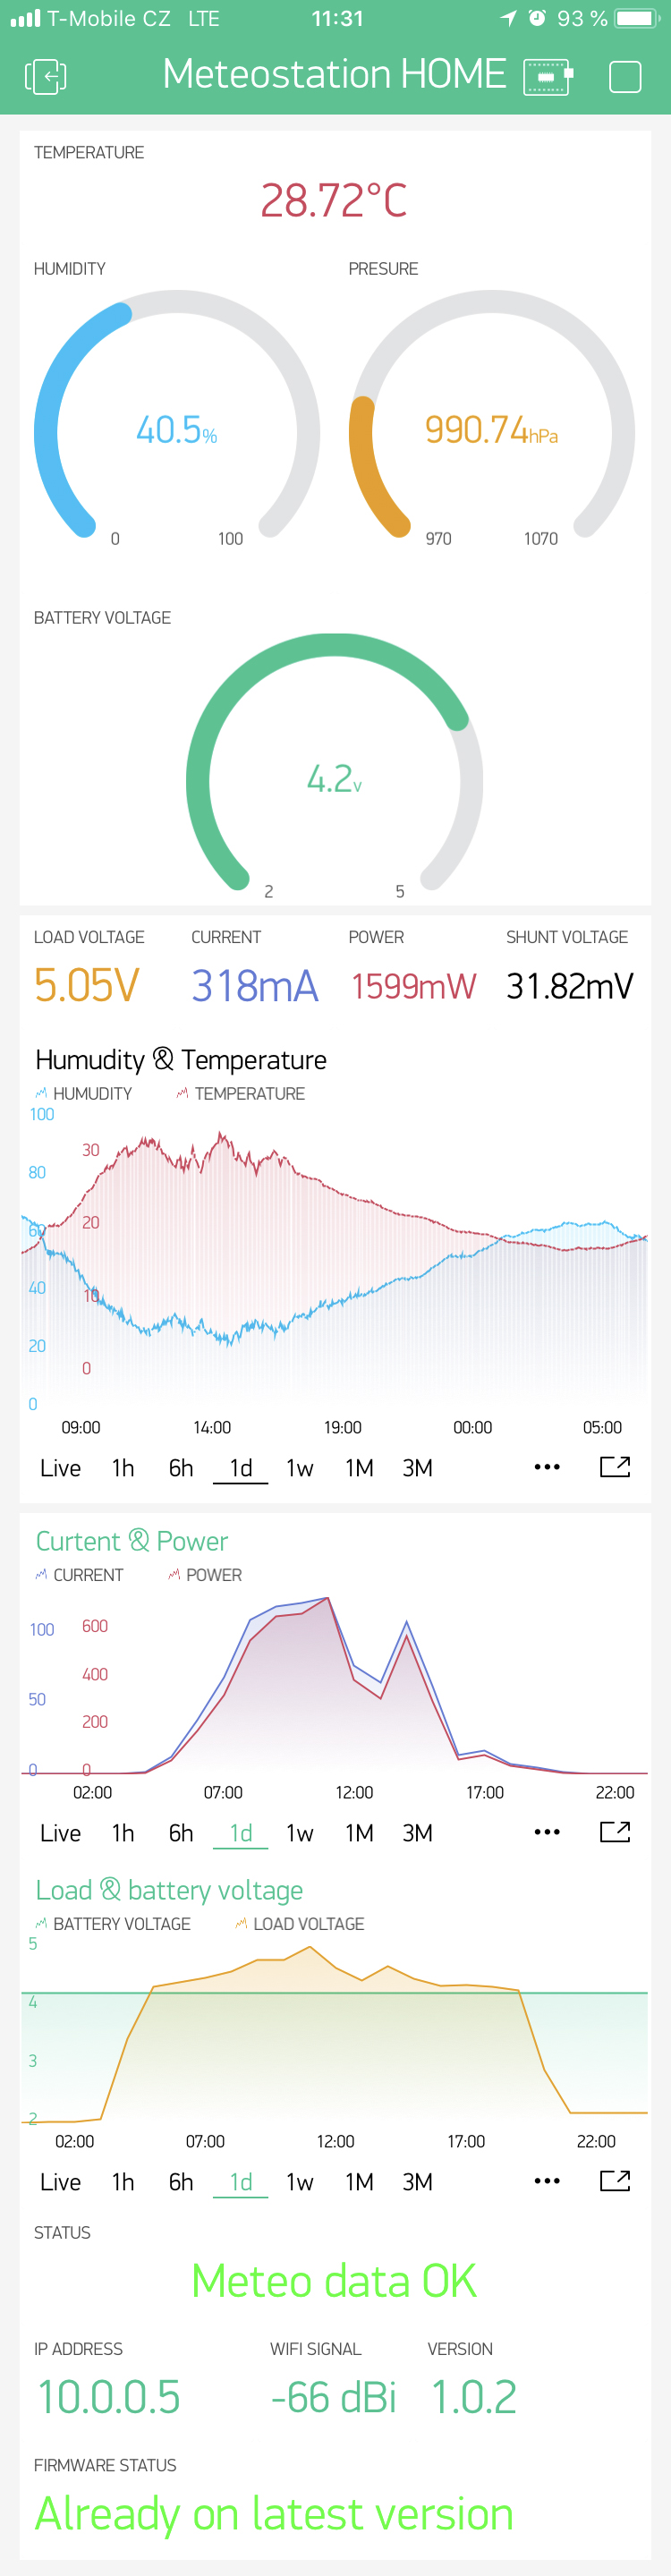 T-Mobile CZ LTE 11:31 93 %
Meteostation HOME
TEMPERATURE
28.72°C
HUMIDITY PRESURE
40.5% 990.74hPa
0 100 970 1070
BATTERY VOLTAGE
4.2v
2 5
LOAD VOLTAGE CURRENT POWER SHUNT VOLTAGE
5.05V 318mA 1599mW 31.82mV
Humudity & Temperature
HUMUDITY TEMPERATURE
100
30
80
20
60
40
10
20
0
0
09:00 14:00 19:00 00:00 05:00
Live 1h 6h 1d 1w 1M 3M
Curtent & Power
CURRENT POWER
100 600
400
50
200
0 0
02:00 07:00 12:00 17:00 22:00
Live 1h 6h 1d 1w 1M 3M
Load & battery voltage
BATTERY VOLTAGE LOAD VOLTAGE
5
4
3
2
02:00 07:00 12:00 17:00 22:00
Live 1h 6h 1d 1w 1M 3M
STATUS
Meteo data OK
IP ADDRESS WIFI SIGNAL VERSION
10.0.0.5 -66 dBi 1.0.2
FIRMWARE STATUS
Already on latest version